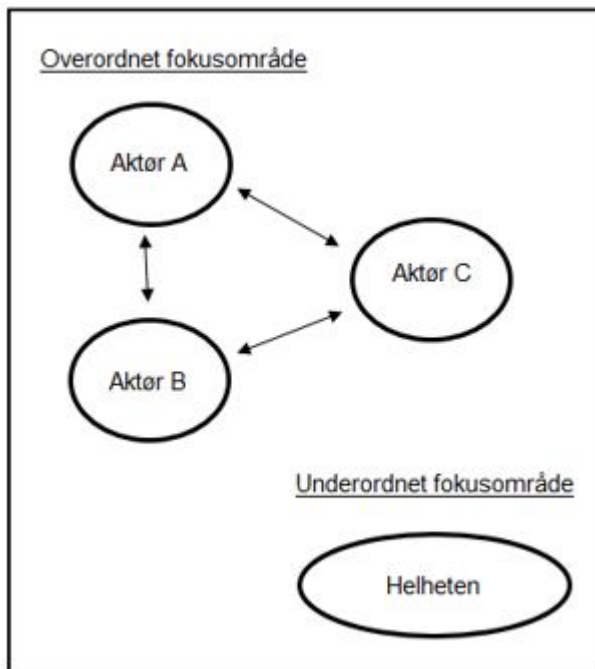 Overordnet fokusområde
Aktør A
Aktør C
Aktør B
Underordnet fokusområde
Helheten